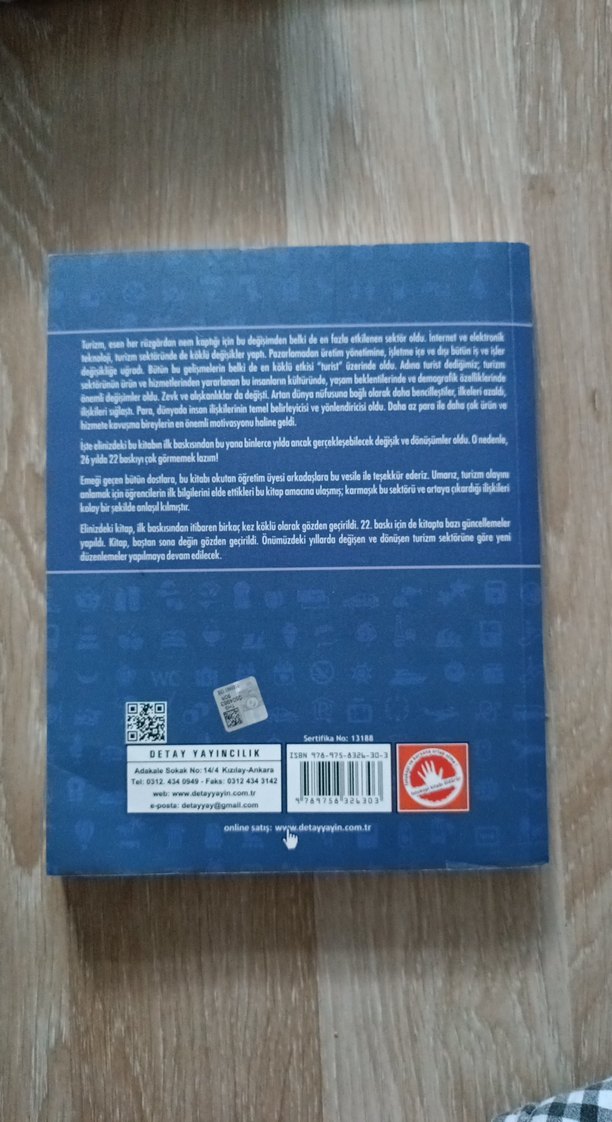 Turizm, esen her rüzgârdan nem kaptığı için bu değişimden belki de en fazla etkilenen sektör oldu. İnternet ve elektronik
teknoloji, turizm sektöründe de köklü değişikler yaptı. Pazarlamadan üretim yönetimine, işletme içe ve dışı bütün iş ve işler
değişikliğe uğradı. Bütün bu gelişmelerin belki de en köklü etkisi "turist" üzerinde oldu. Adına turist dediğimiz; turizm
sektörünün ürün ve hizmetlerinden yararlanan bu insanların kültüründe, yaşam beklentilerinde ve demografik özelliklerinde
önemli değişimler oldu. Zevk ve alışkanlıklar da değişti. Artan dünya nüfusuna bağlı olarak daha bencilleştiler, ilkeleri azaldı,
ilişkileri sığlaştı. Para, dünyada insan ilişkilerinin temel belirleyicisi ve yönlendiricisi oldu. Daha az para ile daha çok ürün ve
hizmete kavuşma bireylerin en önemli motivasyonu haline geldi.
İşte elinizdeki bu kitabın ilk baskısından bu yana binlerce yılda ancak gerçekleşebilecek değişik ve dönüşümler oldu. O nedenle,
26 yılda 22 baskıyı çok görmemek lazım!
Emeği geçen bütün dostlara, bu kitabı okutan öğretim üyesi arkadaşlara bu vesile ile teşekkür ederiz. Umarız, turizm olayını
anlamak için öğrencilerin ilk bilgilerini elde ettikleri bu kitap amacına ulaşmış; karmaşık bu sektörü ve ortaya çıkardığı ilişkileri
kolay bir şekilde anlaşıl kılmıştır.
Elinizdeki kitap, ilk baskısından itibaren birkaç kez köklü olarak gözden geçirildi. 22. baskı için de kitapta bazı güncellemeler
yapıldı. Kitap, baştan sona değin gözden geçirildi. Önümüzdeki yıllarda değişen ve dönüşen turizm sektörüne göre yeni
düzenlemeler yapılmaya devam edilecek.
WC
Sertifika No: 13188
DETAY YAYINCILIK
Adakale Sokak No: 14/4 Kızılay-Ankara
Tel: 0312. 434 0949 - Faks: 0312 434 3142
web: www.detayyayin.com.tr
e-posta: detayyay@gmail.com
ISBN 978-975-8326-30-3
9 789758 326303
online satış: www.detayyayin.com.tr